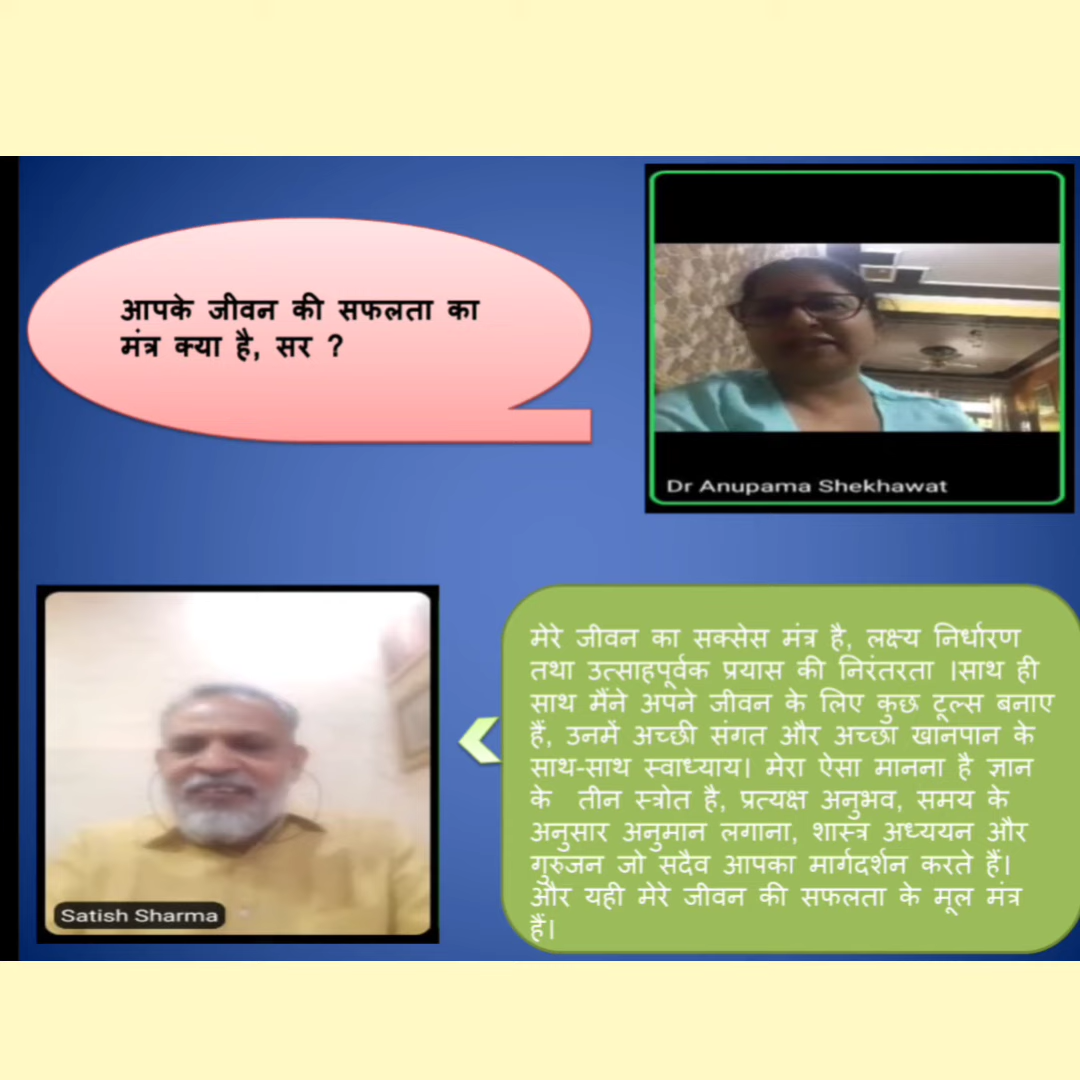 आपके जीवन की सफलता का
मंत्र क्या है, सर ?
Dr Anupama Shekhawat
मेरे जीवन का सक्सेस मंत्र है, लक्ष्य निर्धारण
तथा उत्साहपूर्वक प्रयास की निरंतरता ।साथ ही
साथ मैंने अपने जीवन के लिए कुछ टूल्स बनाए
हैं, उनमें अच्छी संगत और अच्छा खानपान के
साथ-साथ स्वाध्याय। मेरा ऐसा मानना है ज्ञान
के तीन स्त्रोत है, प्रत्यक्ष अनुभव, समय के
अनुसार अनुमान लगाना, शास्त्र अध्ययन और
गुरुजन जो सदैव आपका मार्गदर्शन करते हैं।
और यही मेरे जीवन की सफलता के मूल मंत्र
हैं।
Satish Sharma